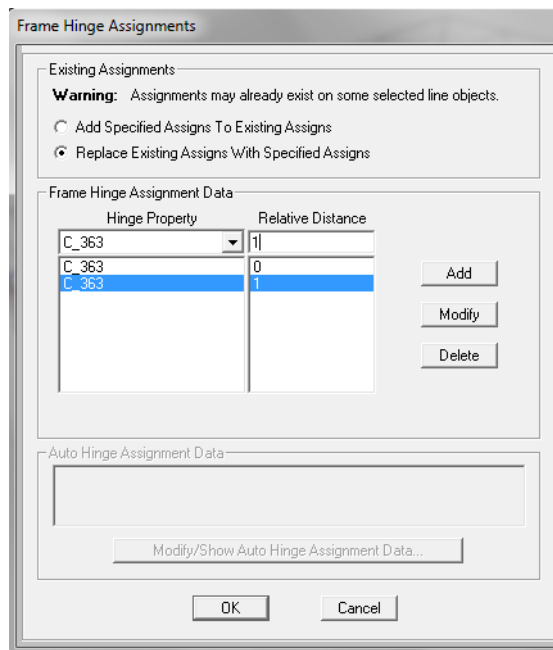 Frame Hinge Assignments
Existing Assignments
Warning: Assignments may already exist on some selected line objects.
Add Specified Assigns To Existing Assigns
Replace Existing Assigns With Specified Assigns
Frame Hinge Assignment Data
Hinge Property Relative Distance
C_363 1
C_363 0
C_363 1
Add
Modify
Delete
Auto Hinge Assignment Data
Modify/Show Auto Hinge Assignment Data...
OK Cancel